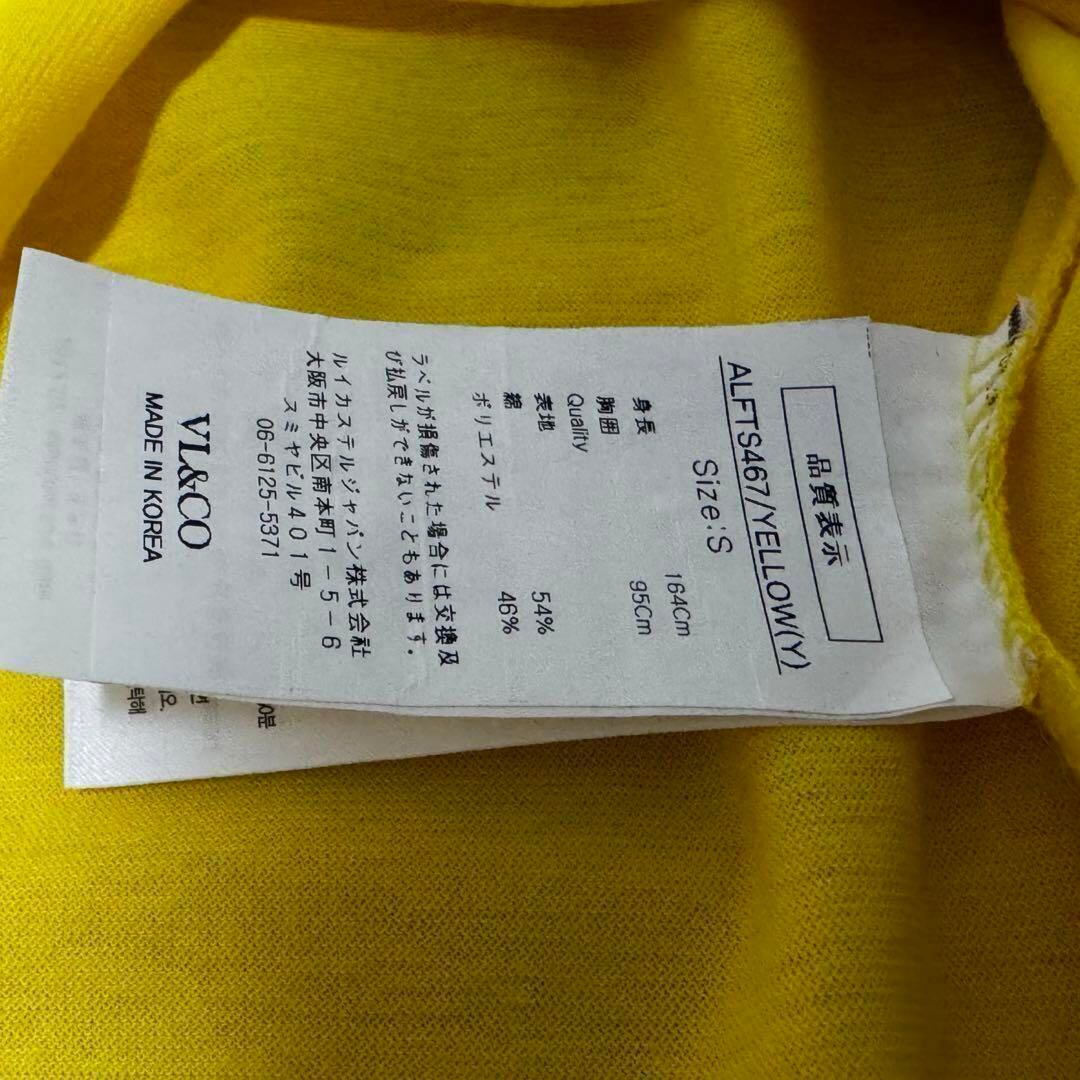 品質表示
ALFTS467/YELLOW(Y)
Size:S
身長 164Cm
胸囲 95Cm
Quality
表地
綿 54%
ポリエステル 46%
ラベルが損傷された場合には交換及
び払戻しができないこともあります.
ルイカステルジャパン株式会社
大阪市中央区南本町1-5-6
スミヤビル401号
06-6125-5371
VL&CO
MADE IN KOREA
0분
오.
탁해